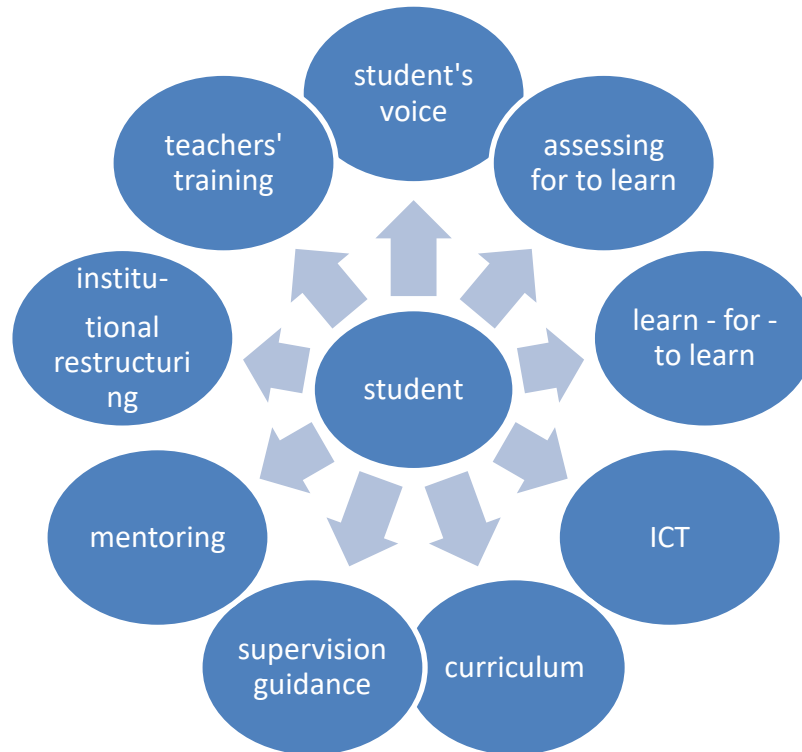 student's
voice
assessing
for to learn
learn - for -
to learn
ICT
curriculum
supervision
guidance
mentoring
institu-
tional
restructuri
ng
teachers'
training
student